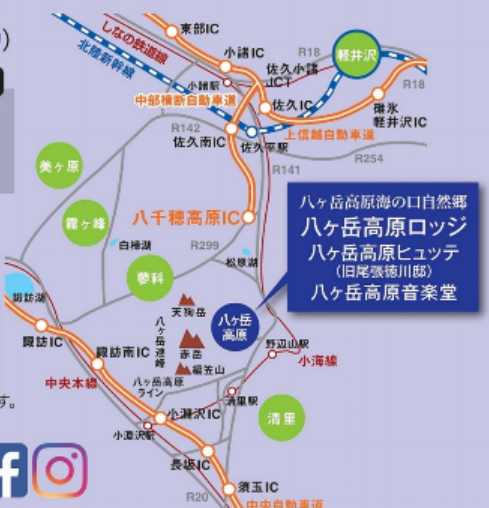 り)
東部IC
しなの鉄道線
北陸新幹線
小諸IC
佐久小諸
JCT
R18
軽井沢
R18
小諸駅
中部横断自動車道
佐久IC
碓氷
軽井沢IC
R142
佐久南IC
佐久平駅
上信越自動車道
R254
R141
美ヶ原
霧ヶ峰
八千穂高原IC
白樺湖
R299
松原湖
蓼科
八ヶ岳高原海の口自然郷
八ヶ岳高原ロッジ
八ヶ岳高原ヒュッテ
(旧尾張徳川邸)
八ヶ岳高原音楽堂
諏訪湖
天狗岳
八ヶ岳
高原
八ヶ岳連峰
赤岳
諏訪IC
諏訪南IC
野辺山駅
小海線
編笠山
中央本線
八ヶ岳高原
ライン
清里駅
す。
小淵沢IC
清里
小淵沢駅
長坂IC
須玉IC
R20
中央自動車道